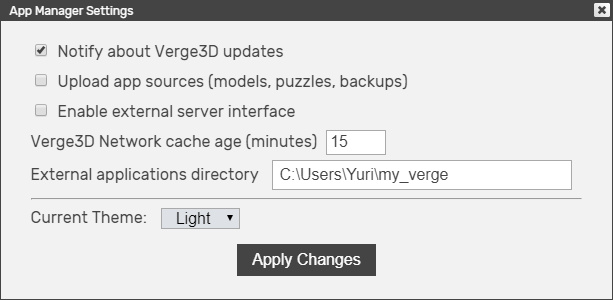 App Manager Settings
Notify about Verge3D updates
Upload app sources (models, puzzles, backups)
Enable external server interface
Verge3D Network cache age (minutes) 15
External applications directory C:\Users\Yuri\my_verge
Current Theme: Light
Apply Changes